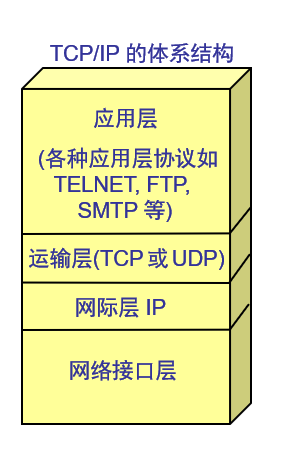 TCP/IP 的体系结构
应用层
(各种应用层协议如
TELNET, FTP,
SMTP 等)
运输层(TCP 或 UDP)
网际层 IP
网络接口层